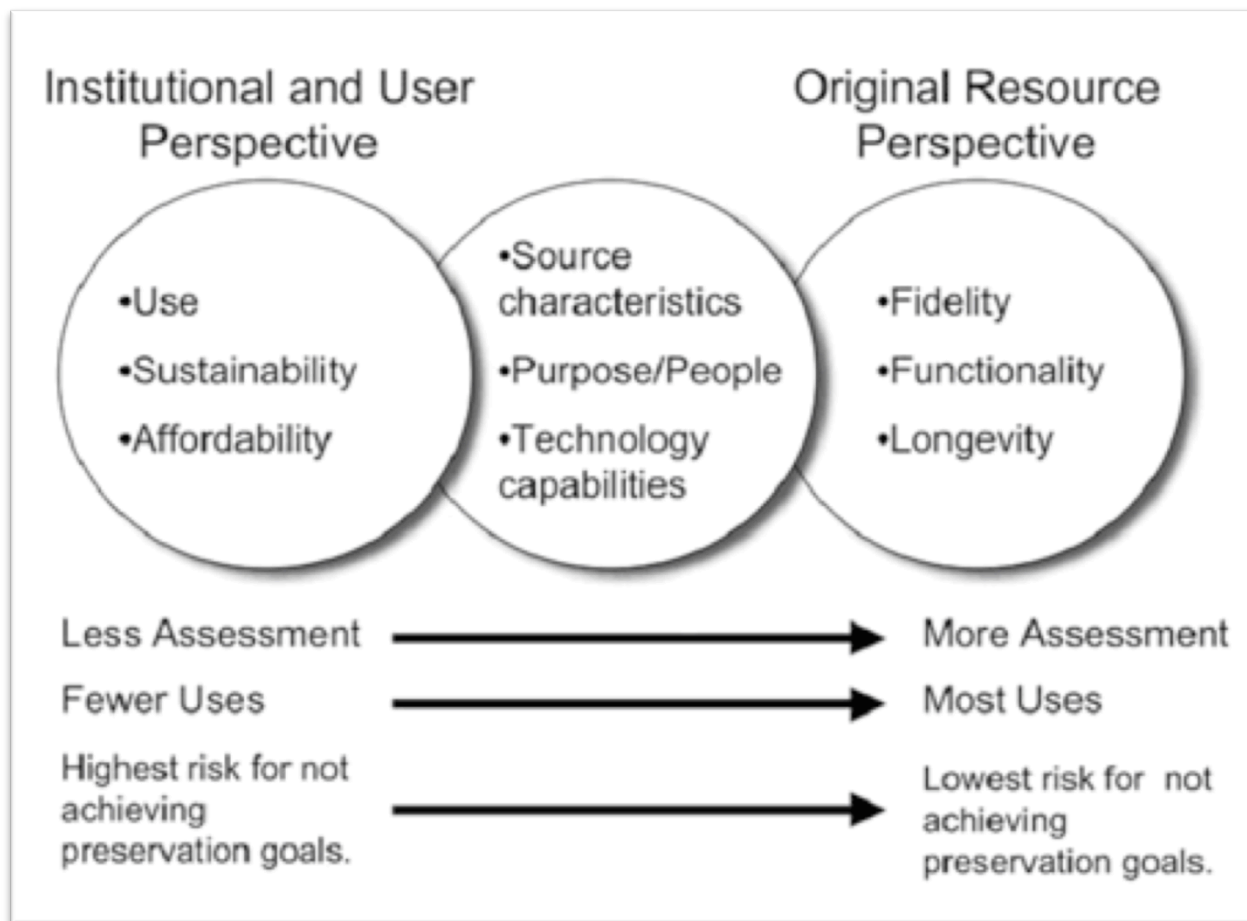 Institutional and User
Perspective
Original Resource
Perspective
•Use
•Sustainability
•Affordability
•Source
characteristics
•Purpose/People
•Technology
capabilities
•Fidelity
•Functionality
•Longevity
Less Assessment
More Assessment
Fewer Uses
Most Uses
Highest risk for not
achieving
preservation goals.
Lowest risk for not
achieving
preservation goals.